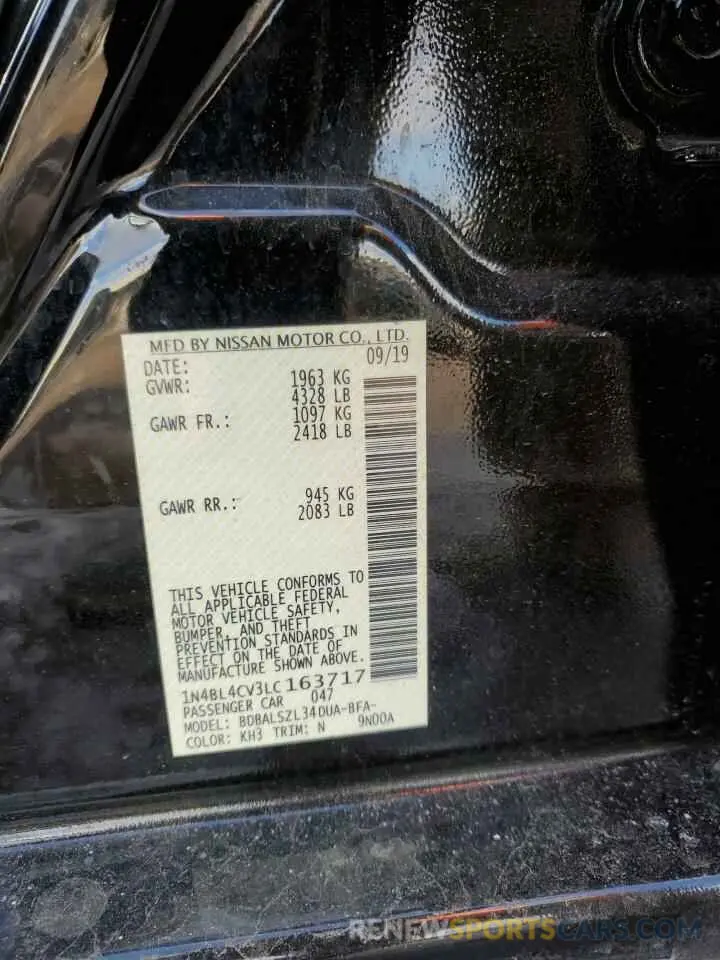 MFD BY NISSAN MOTOR CO., LTD.
DATE: 09/19
GVWR: 1963 KG
4328 LB
GAWR FR.: 1097 KG
2418 LB
GAWR RR.: 945 KG
2083 LB
THIS VEHICLE CONFORMS TO
ALL APPLICABLE FEDERAL
MOTOR VEHICLE SAFETY,
BUMPER, AND THEFT
PREVENTION STANDARDS IN
EFFECT ON THE DATE OF
MANUFACTURE SHOWN ABOVE.
1N4BL4CV3LC163717
PASSENGER CAR 047
MODEL: BDBALSZL34DUA-BFA-
COLOR: KH3 TRIM: N 9N00A
RENEWSPORTSCARS.COM